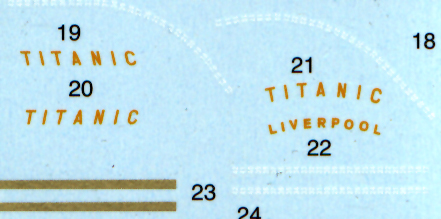 19
TITANIC
20
TITANIC
18
21
TITANIC
LIVERPOOL
22
23
24